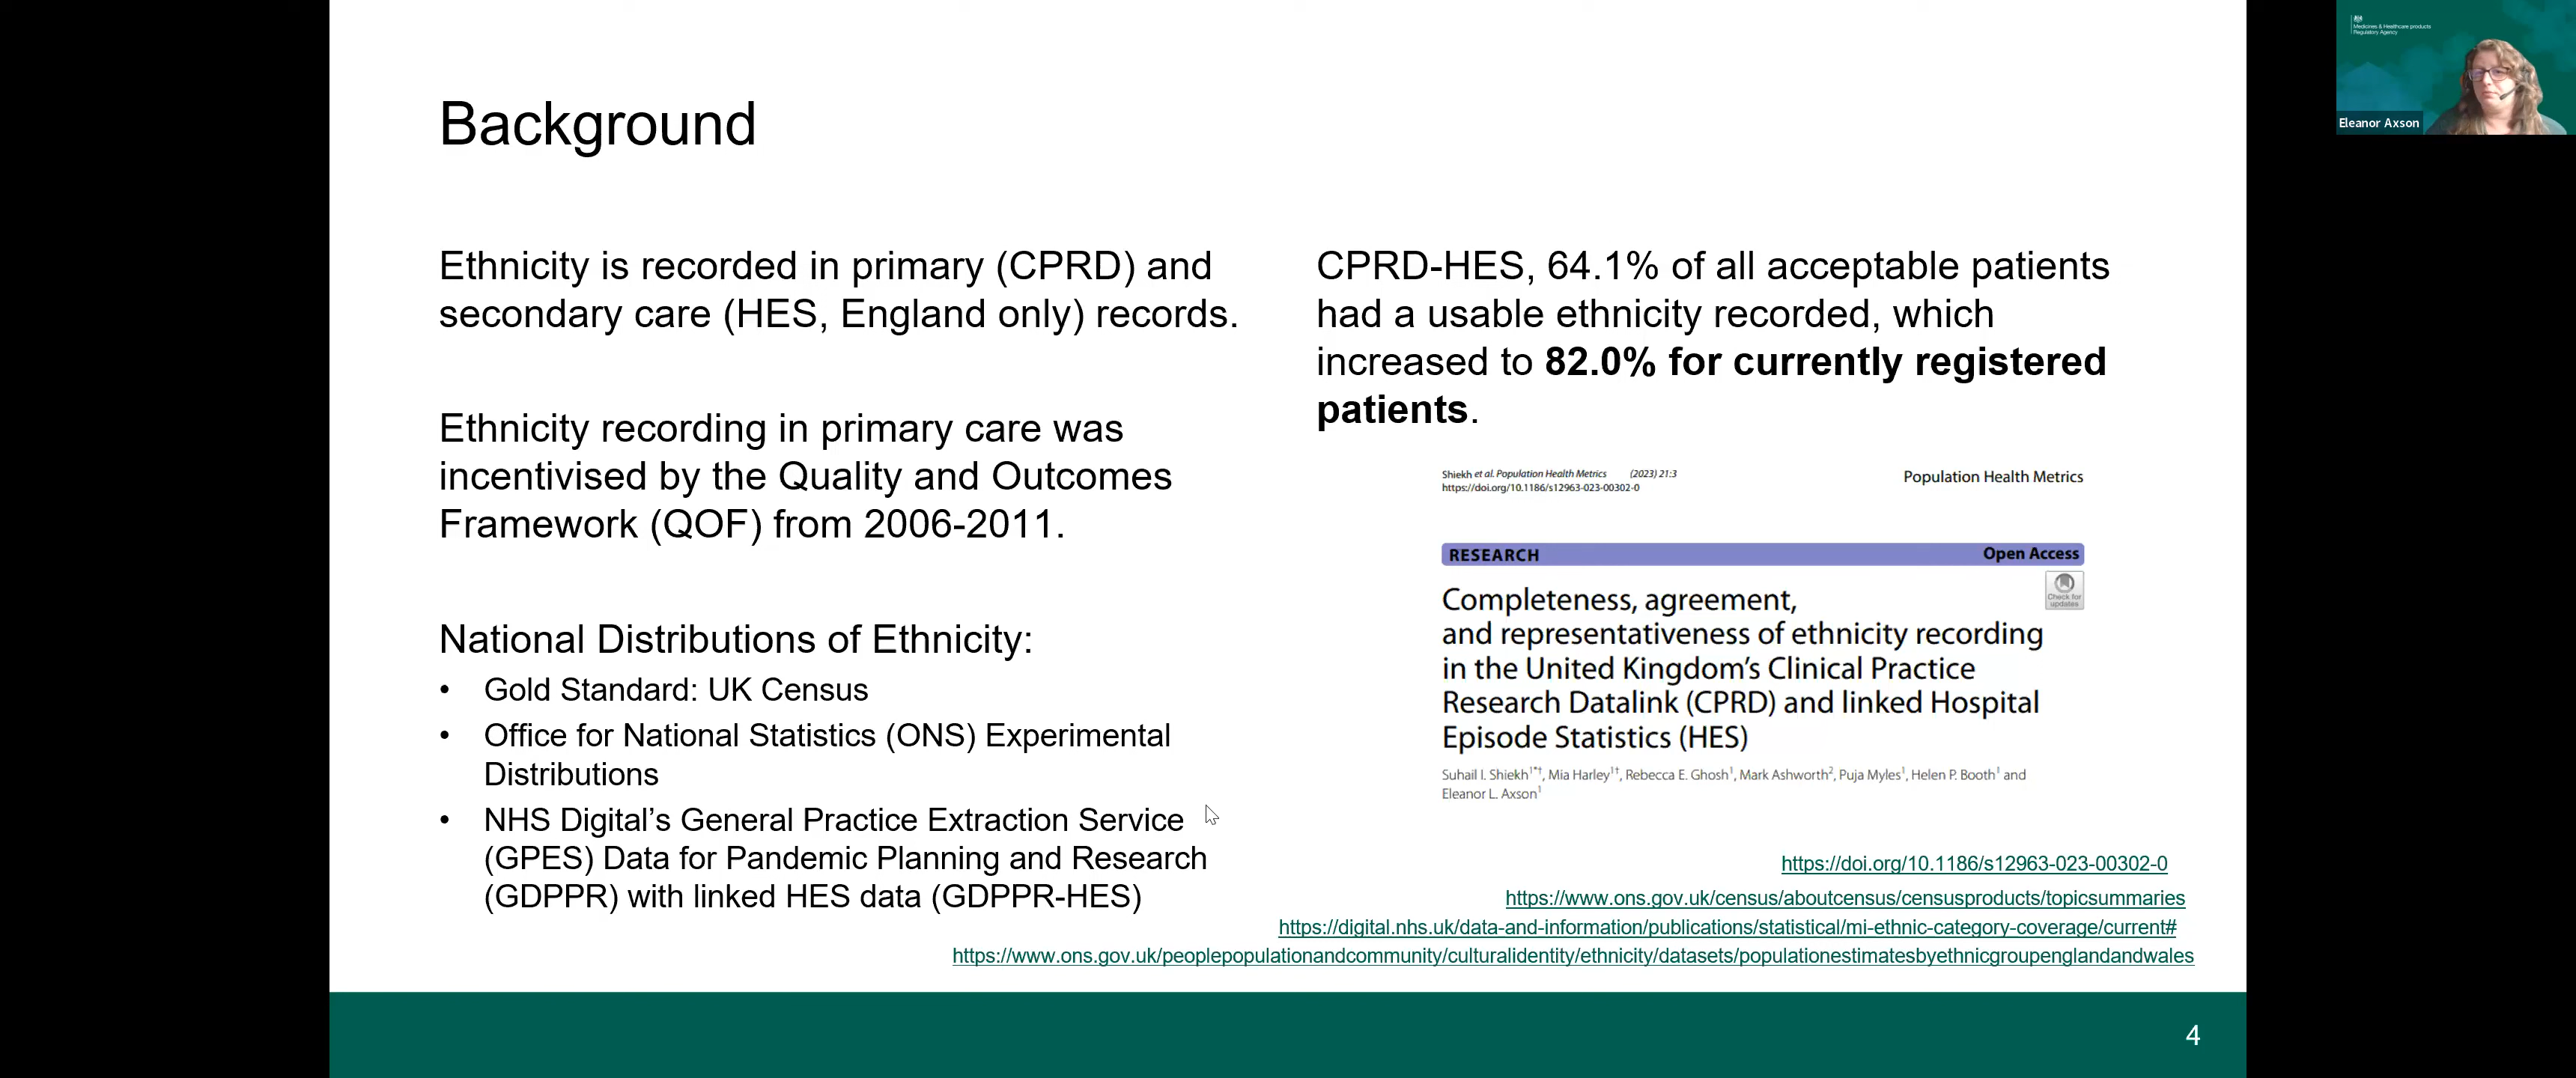 Background
Ethnicity is recorded in primary (CPRD) and
secondary care (HES, England only) records.
Ethnicity recording in primary care was
incentivised by the Quality and Outcomes
Framework (QOF) from 2006-2011.
National Distributions of Ethnicity:
• Gold Standard: UK Census
• Office for National Statistics (ONS) Experimental
Distributions
• NHS Digital’s General Practice Extraction Service
(GPES) Data for Pandemic Planning and Research
(GDPPR) with linked HES data (GDPPR-HES)
CPRD-HES, 64.1% of all acceptable patients
had a usable ethnicity recorded, which
increased to 82.0% for currently registered
patients.
Shiekh et al. Population Health Metrics (2023) 21:3
https://doi.org/10.1186/s12963-023-00302-0
Population Health Metrics
RESEARCH Open Access
Check for
updates
Completeness, agreement,
and representativeness of ethnicity recording
in the United Kingdom’s Clinical Practice
Research Datalink (CPRD) and linked Hospital
Episode Statistics (HES)
Suhail I. Shiekh1*†, Mia Harley1†, Rebecca E. Ghosh1, Mark Ashworth2, Puja Myles1, Helen P. Booth1 and
Eleanor L. Axson1
https://doi.org/10.1186/s12963-023-00302-0
https://www.ons.gov.uk/census/aboutcensus/censusproducts/topicsummaries
https://digital.nhs.uk/data-and-information/publications/statistical/mi-ethnic-category-coverage/current#
https://www.ons.gov.uk/peoplepopulationandcommunity/culturalidentity/ethnicity/datasets/populationestimatesbyethnicgroupenglandandwales
4
Medicines & Healthcare products
Regulatory Agency
Eleanor Axson